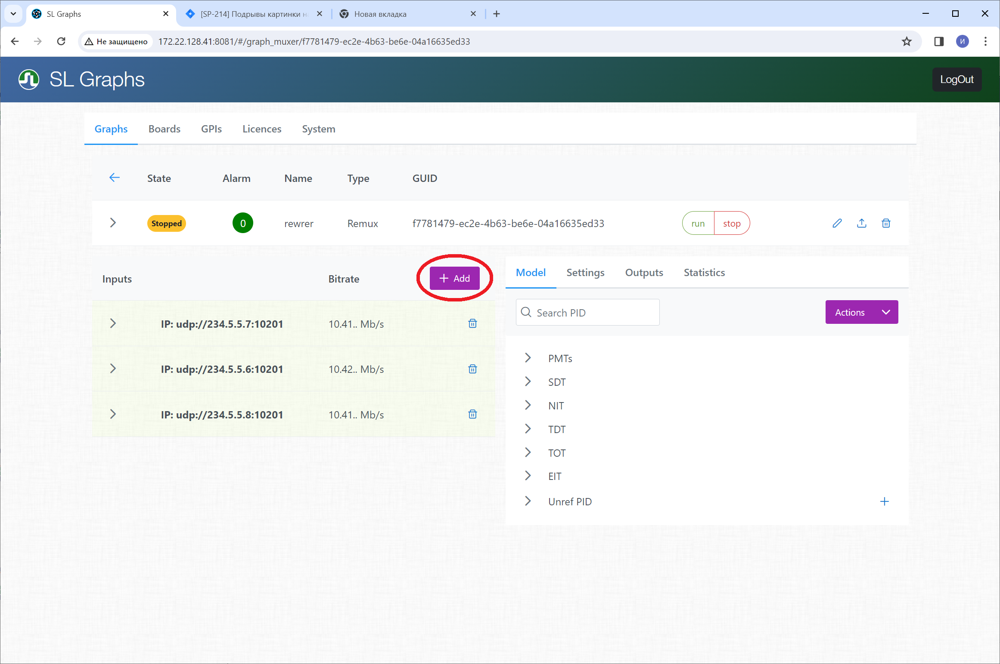 SL Graphs
[SP-214] Подрывы картинки
Новая вкладка
Не защищено
172.22.128.41:8081/#/graph_muxer/f7781479-ec2e-4b63-be6e-04a16635ed33
И
SL Graphs
LogOut
Graphs Boards GPIs Licences System
State Alarm Name Type GUID
Stopped 0 rewrer Remux f7781479-ec2e-4b63-be6e-04a16635ed33 run stop
Inputs Bitrate + Add
IP: udp://234.5.5.7:10201 10.41.. Mb/s
IP: udp://234.5.5.6:10201 10.42.. Mb/s
IP: udp://234.5.5.8:10201 10.41.. Mb/s
Model Settings Outputs Statistics
Search PID Actions
PMTs
SDT
NIT
TDT
TOT
EIT
Unref PID